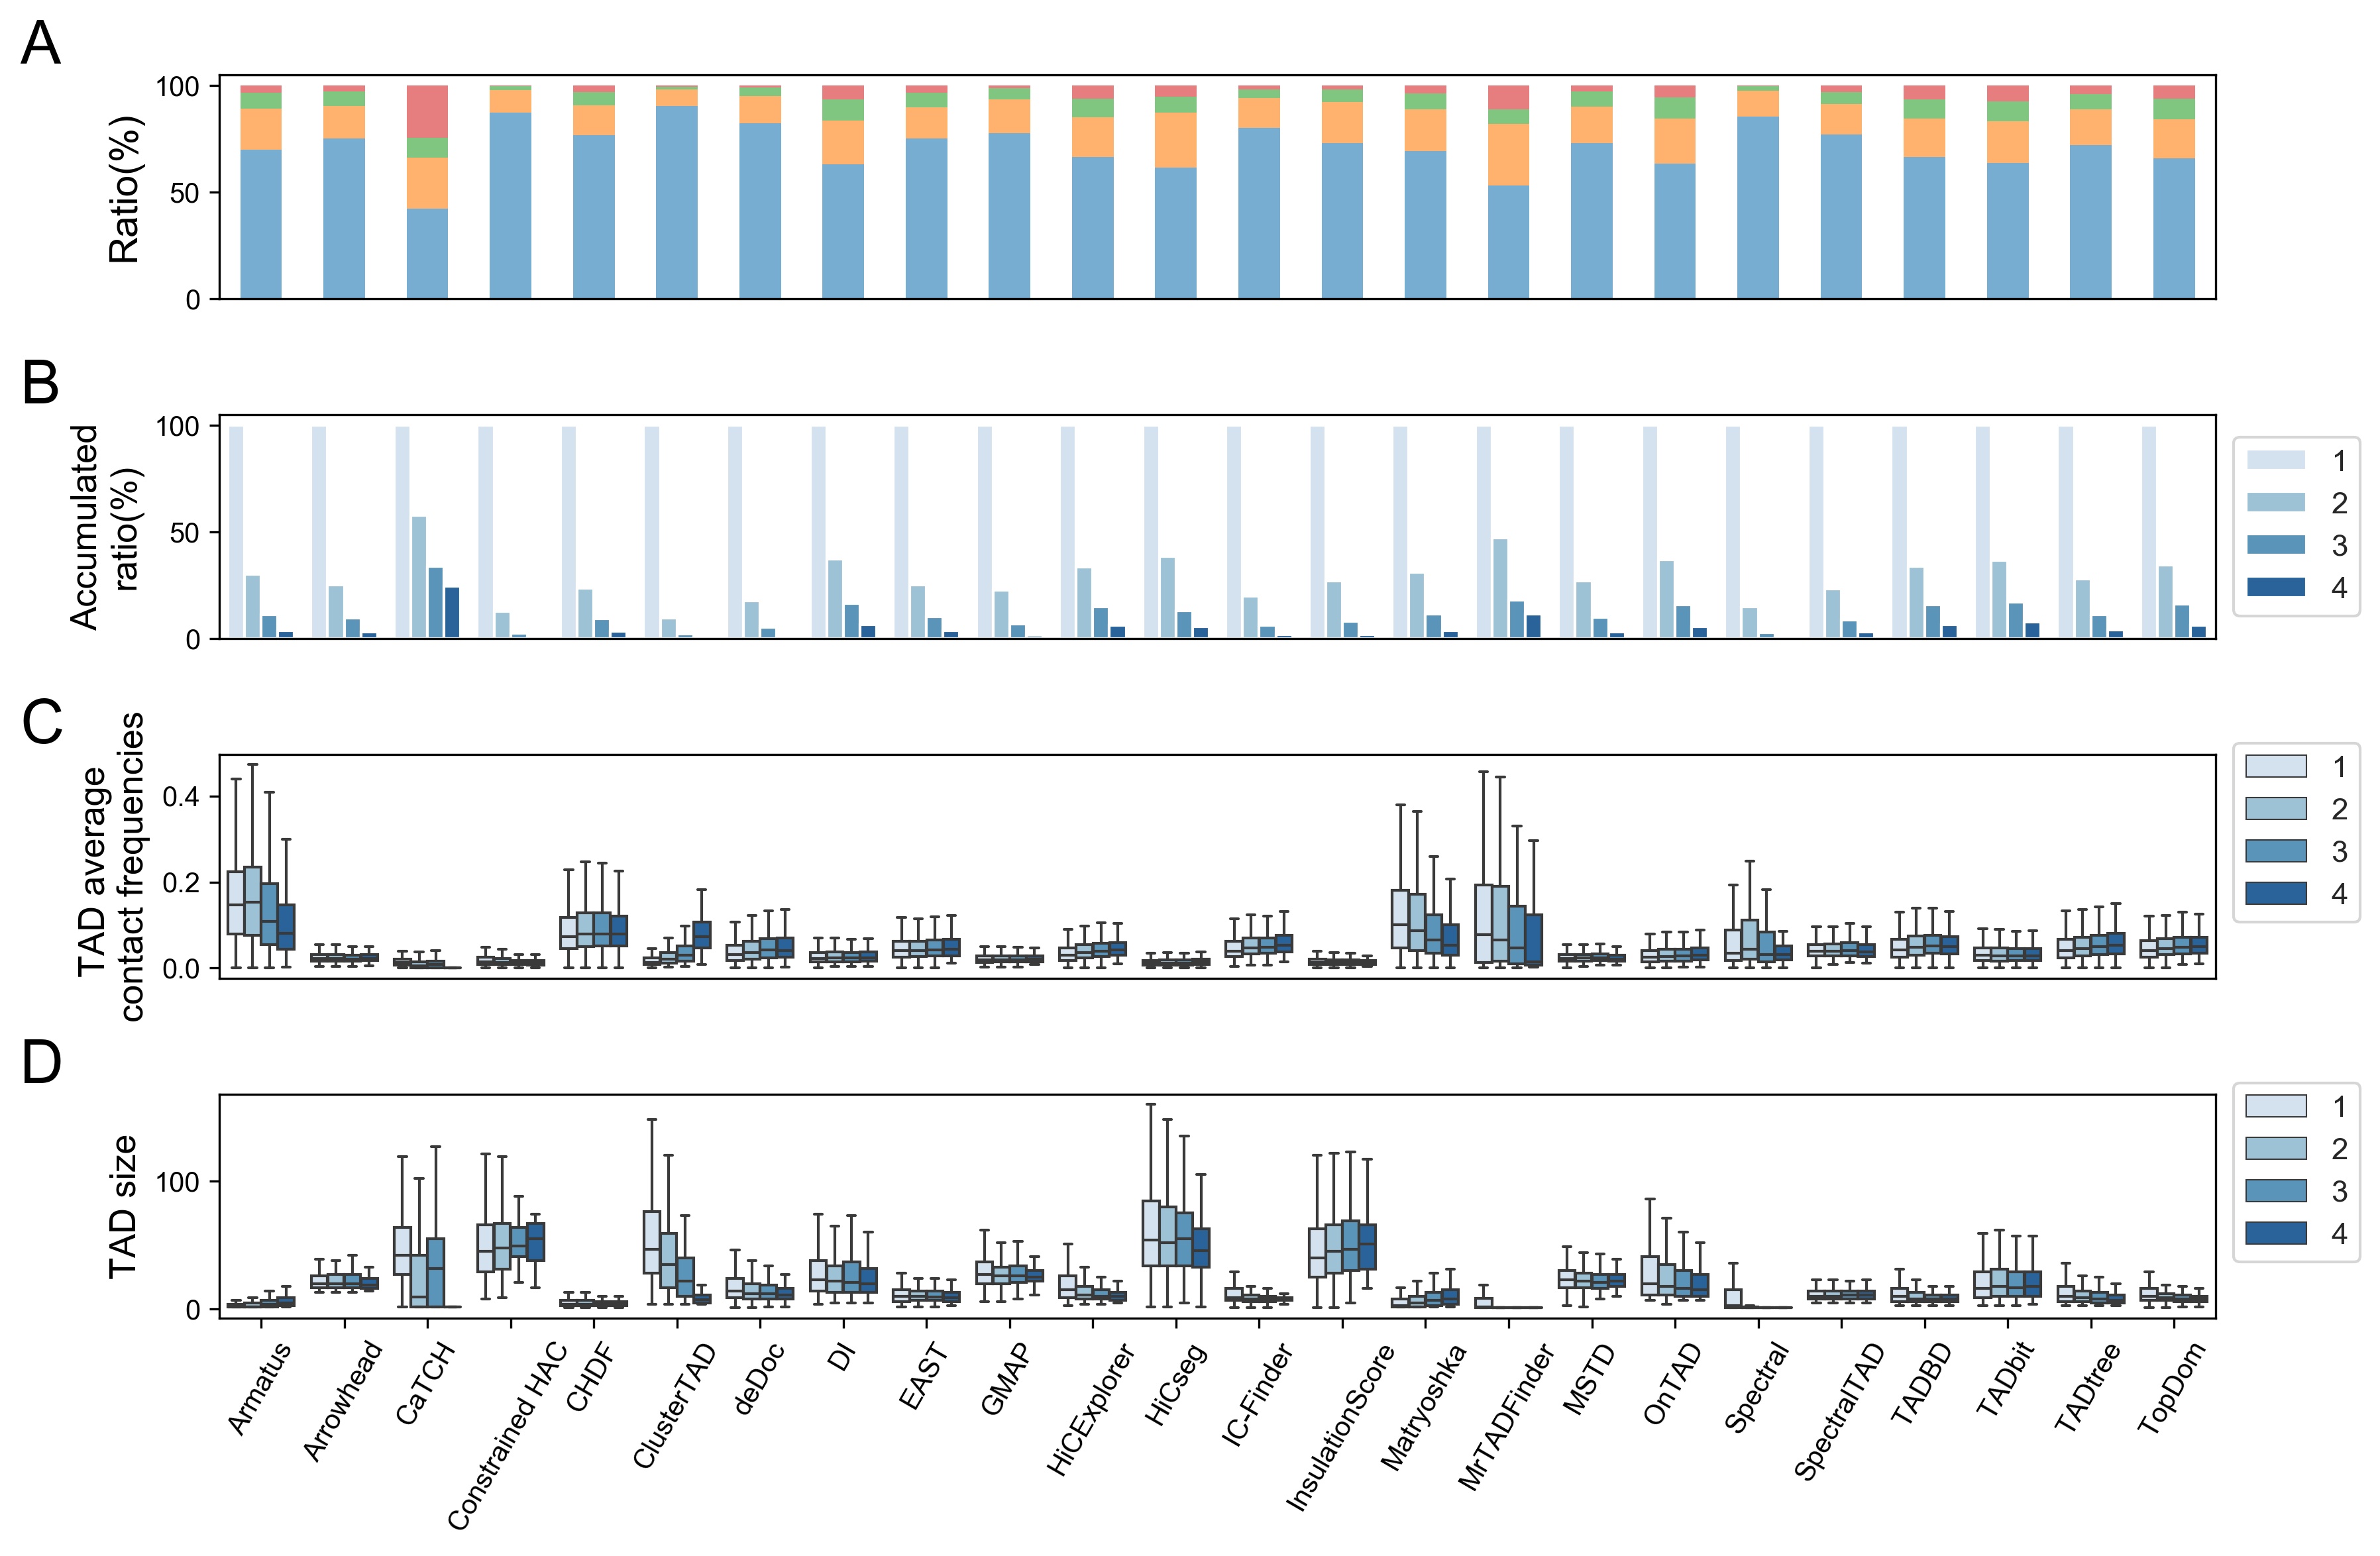 A
Ratio(%)
100
50
0
B
Accumulated
ratio(%)
100
50
0
1
2
3
4
C
TAD average
contact frequencies
0.4
0.2
0.0
1
2
3
4
D
TAD size
100
0
1
2
3
4
Armatus
Arrowhead
CaTCH
Constrained HAC
CHDF
ClusterTAD
deDoc
DI
EAST
GMAP
HiCExplorer
HiCseg
IC-Finder
InsulationScore
Matryoshka
MrTADFinder
MSTD
OnTAD
Spectral
SpectralTAD
TADBD
TADbit
TADtree
TopDom